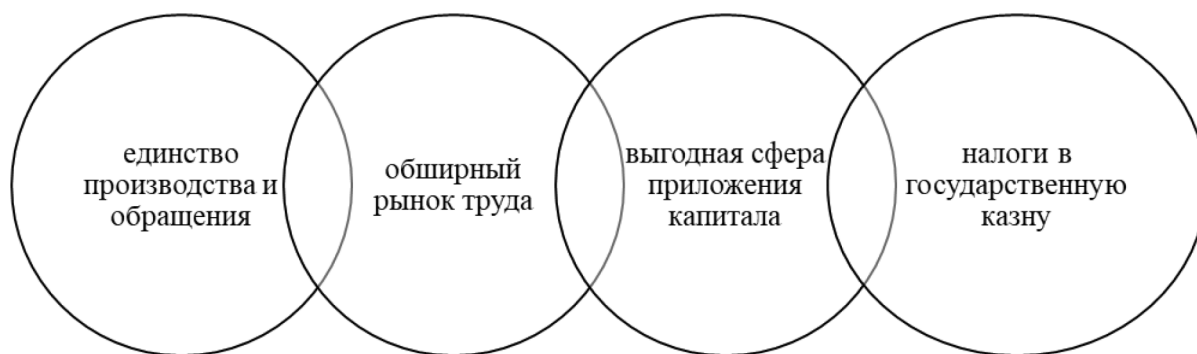 единство
производства и
обращения
обширный
рынок труда
выгодная сфера
приложения
капитала
налоги в
государственную
казну